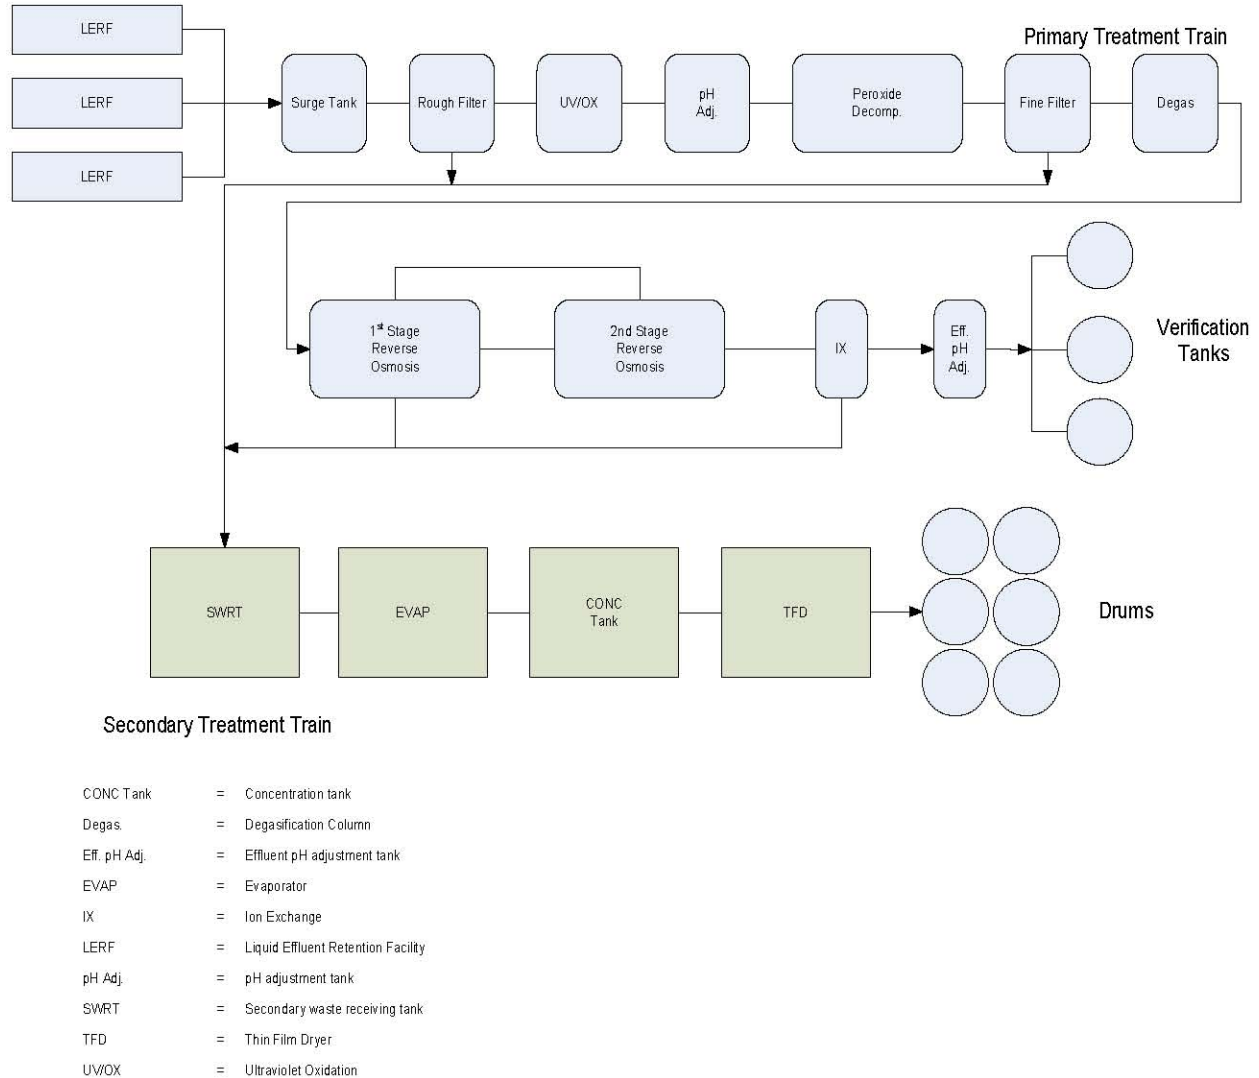 LERF
Primary Treatment Train
LERF
Surge Tank
Rough Filter
UV/OX
pH
Adj.
Peroxide
Decomp.
Fine Filter
Degas
LERF
1st Stage
Reverse
Osmosis
2nd Stage
Reverse
Osmosis
IX
Eff.
pH
Adj.
Verification
Tanks
SWRT
EVAP
CONC
Tank
TFD
Drums
Secondary Treatment Train
CONC Tank = Concentration tank
Degas. = Degasification Column
Eff. pH Adj. = Effluent pH adjustment tank
EVAP = Evaporator
IX = Ion Exchange
LERF = Liquid Effluent Retention Facility
pH Adj. = pH adjustment tank
SWRT = Secondary waste receiving tank
TFD = Thin Film Dryer
UV/OX = Ultraviolet Oxidation